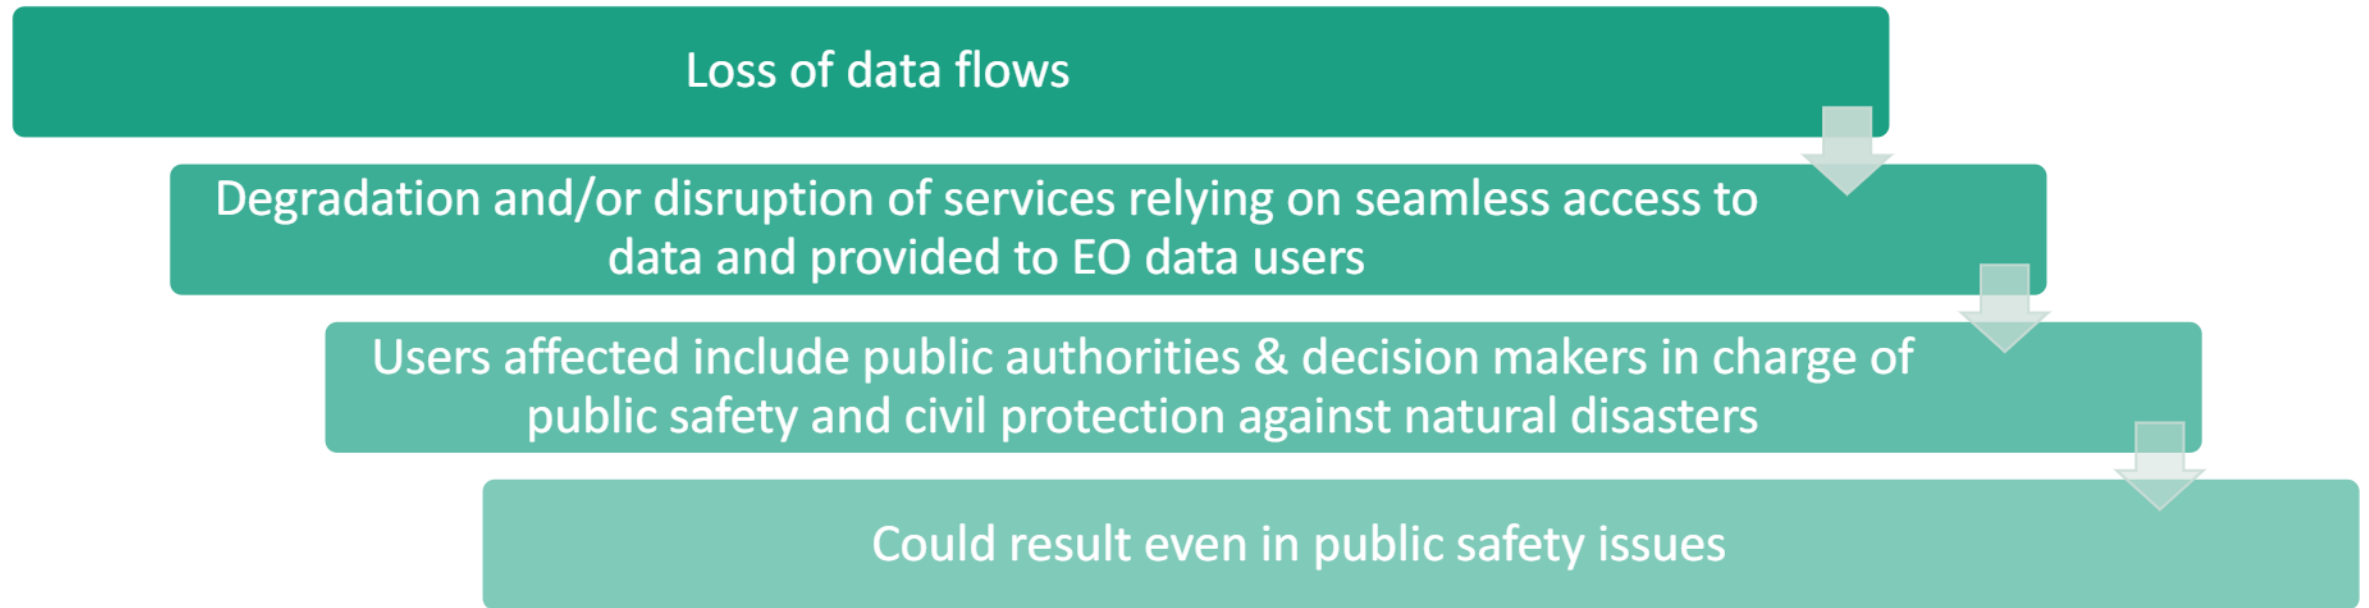 Loss of data flows
Degradation and/or disruption of services relying on seamless access to
data and provided to EO data users
Users affected include public authorities & decision makers in charge of
public safety and civil protection against natural disasters
Could result even in public safety issues